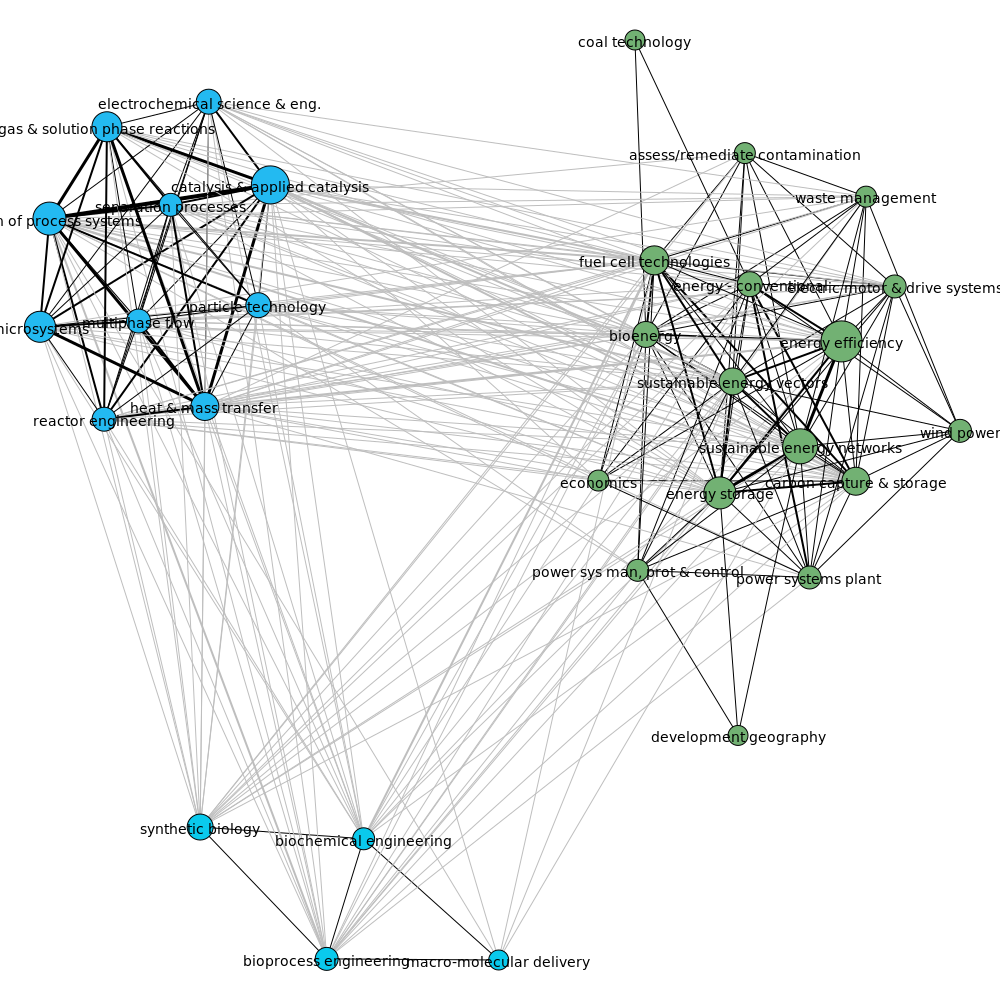 coal technology
electrochemical science & eng.
gas & solution phase reactions
assess/remediate contamination
catalysis & applied catalysis
waste management
separation processes
n of process systems
fuel cell technologies
energy - conventional
electric motor & drive systems
particle technology
multiphase flow
microsystems
bioenergy
energy efficiency
sustainable energy vectors
heat & mass transfer
reactor engineering
wind power
sustainable energy networks
economics
carbon capture & storage
energy storage
power sys man, prot & control
power systems plant
development geography
synthetic biology
biochemical engineering
bioprocess engineering
macro-molecular delivery